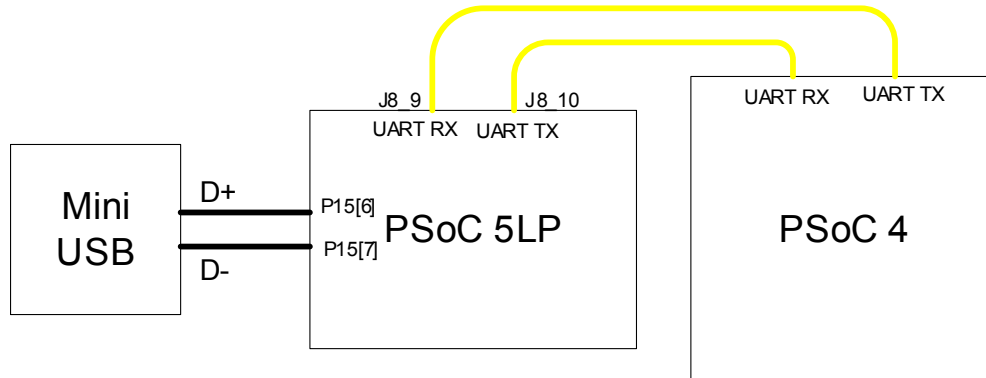 J8_9
J8_10
UART RX
UART TX
UART RX
UART TX
Mini
USB
D+
D-
P15[6]
P15[7]
PSoC 5LP
PSoC 4